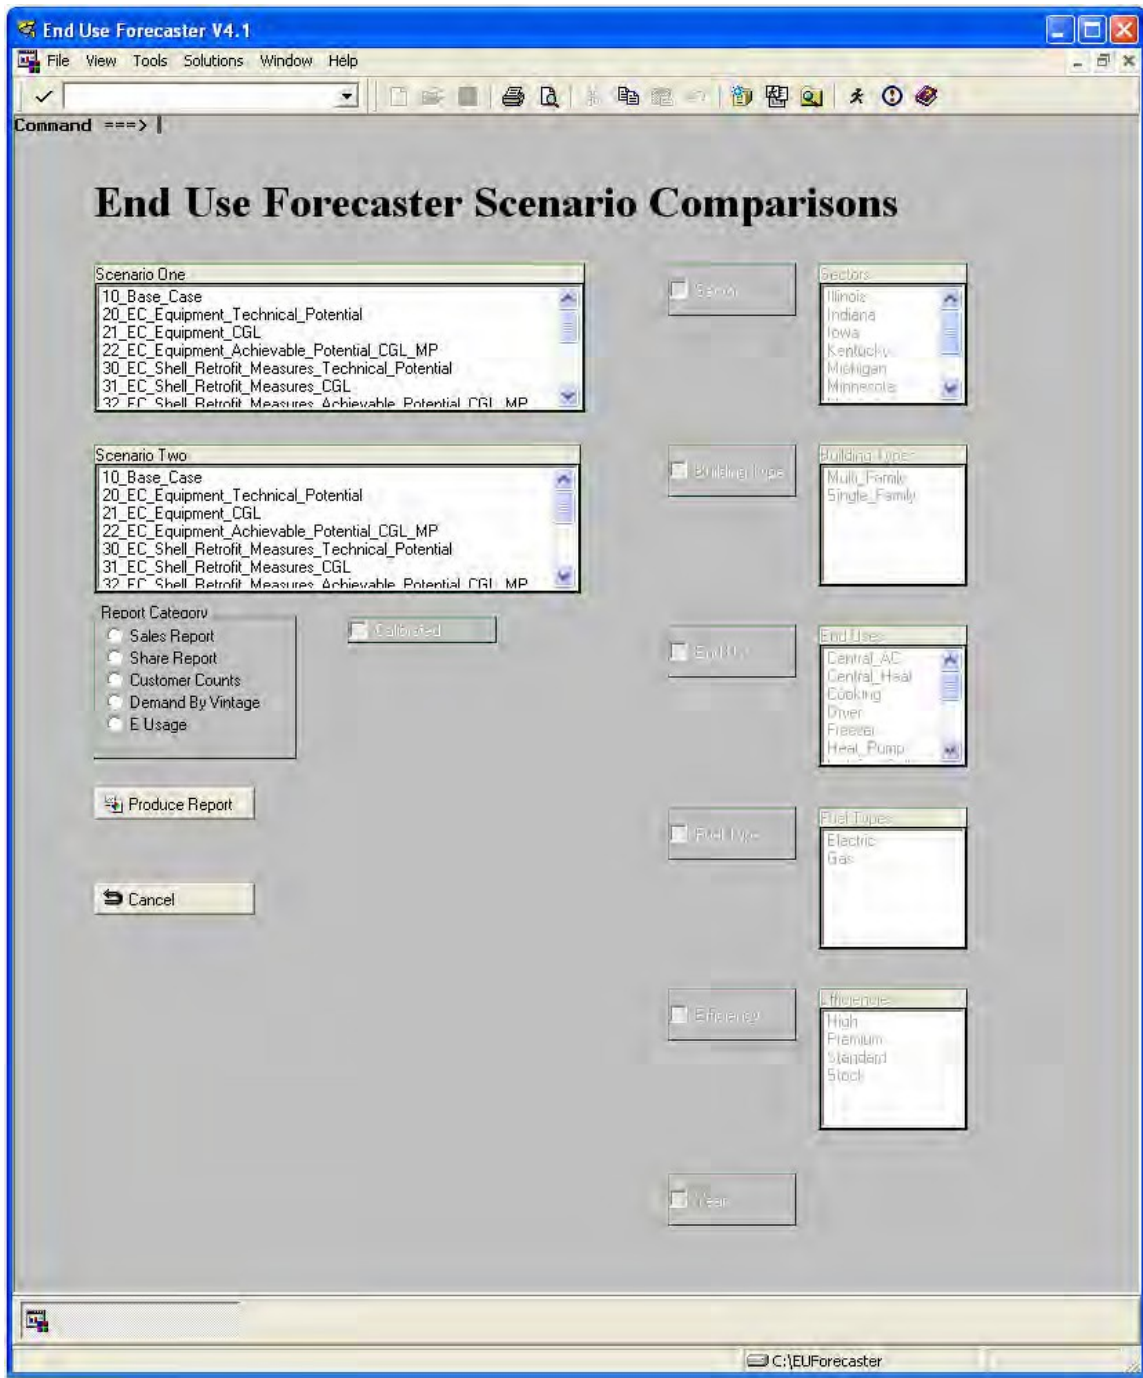 End Use Forecaster V4.1
File View Tools Solutions Window Help
Command ===>
End Use Forecaster Scenario Comparisons
Scenario One
10_Base_Case
20_EC_Equipment_Technical_Potential
21_EC_Equipment_CGL
22_EC_Equipment_Achievable_Potential_CGL_MP
30_EC_Shell_Retrofit_Measures_Technical_Potential
31_EC_Shell_Retrofit_Measures_CGL
32_EC_Shell_Retrofit_Measures_Achievable_Potential_CGL_MP
Sector
Sectors
Illinois
Indiana
Iowa
Kentucky
Michigan
Minnesota
Scenario Two
10_Base_Case
20_EC_Equipment_Technical_Potential
21_EC_Equipment_CGL
22_EC_Equipment_Achievable_Potential_CGL_MP
30_EC_Shell_Retrofit_Measures_Technical_Potential
31_EC_Shell_Retrofit_Measures_CGL
32_EC_Shell_Retrofit_Measures_Achievable_Potential_CGL_MP
Building Type
Building Types
Multi_Family
Single_Family
Report Category
Sales Report
Share Report
Customer Counts
Demand By Vintage
E Usage
Calibrated
End Use
End Uses
Central_AC
Central_Heat
Cooking
Dryer
Freezer
Heat_Pump
Produce Report
Cancel
Fuel Type
Fuel Types
Electric
Gas
Efficiency
Efficiencies
High
Premium
Standard
Stock
Year
C:\EUForecaster